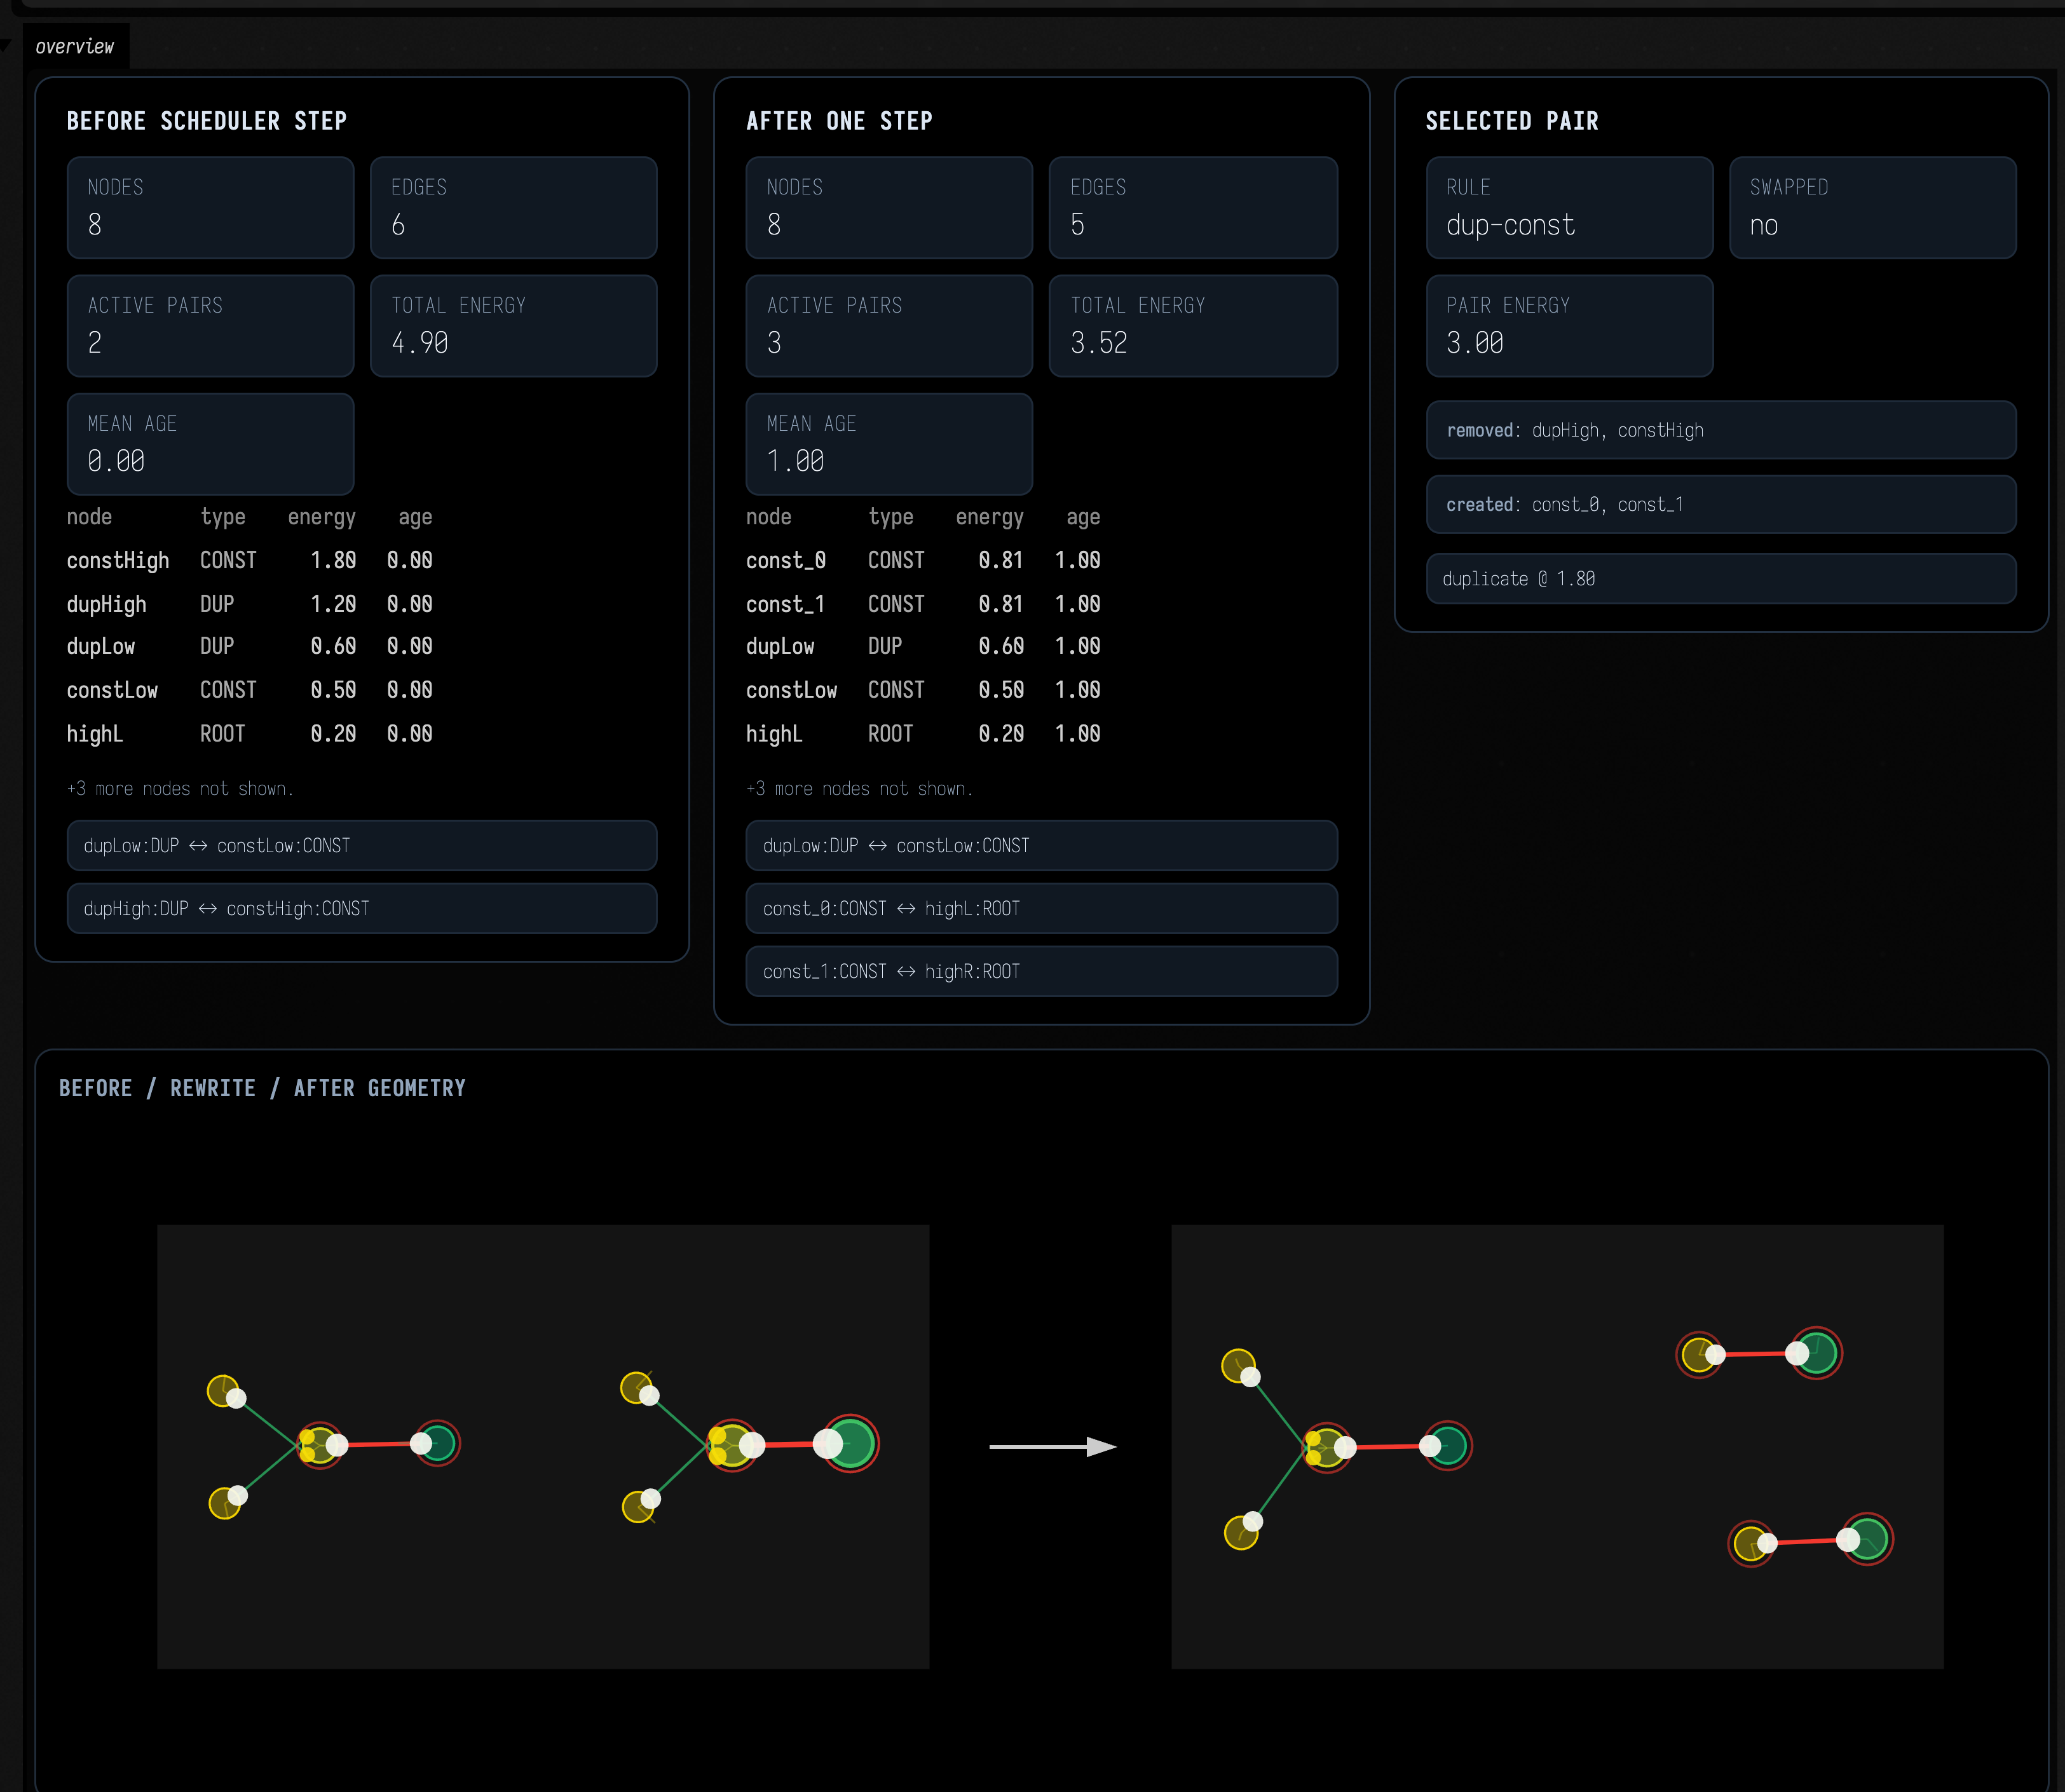 overview
BEFORE SCHEDULER STEP
NODES
8
EDGES
6
ACTIVE PAIRS
2
TOTAL ENERGY
4.90
MEAN AGE
0.00
node type energy age
constHigh CONST 1.80 0.00
dupHigh DUP 1.20 0.00
dupLow DUP 0.60 0.00
constLow CONST 0.50 0.00
highL ROOT 0.20 0.00
+3 more nodes not shown.
dupLow:DUP ↔ constLow:CONST
dupHigh:DUP ↔ constHigh:CONST
AFTER ONE STEP
NODES
8
EDGES
5
ACTIVE PAIRS
3
TOTAL ENERGY
3.52
MEAN AGE
1.00
node type energy age
const_0 CONST 0.81 1.00
const_1 CONST 0.81 1.00
dupLow DUP 0.60 1.00
constLow CONST 0.50 1.00
highL ROOT 0.20 1.00
+3 more nodes not shown.
dupLow:DUP ↔ constLow:CONST
const_0:CONST ↔ highL:ROOT
const_1:CONST ↔ highR:ROOT
SELECTED PAIR
RULE
dup-const
SWAPPED
no
PAIR ENERGY
3.00
removed: dupHigh, constHigh
created: const_0, const_1
duplicate @ 1.80
BEFORE / REWRITE / AFTER GEOMETRY